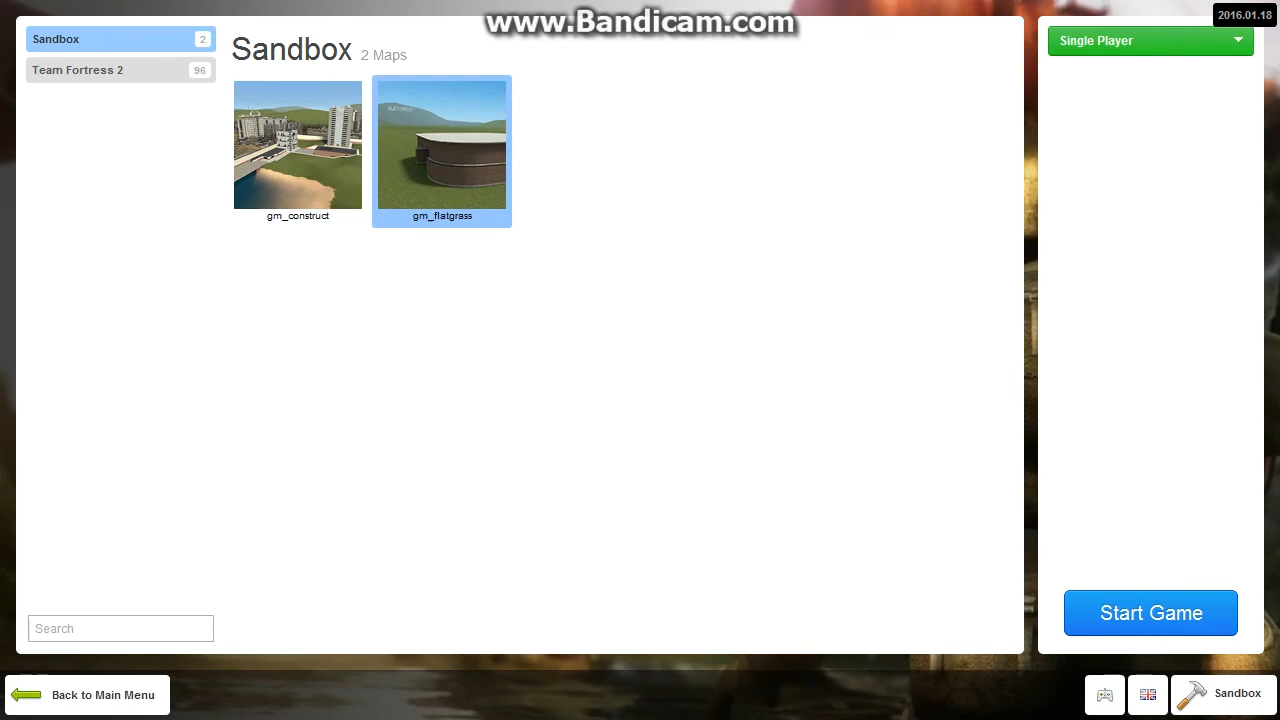 www.Bandicam.com
2016.01.18
Sandbox 2
Team Fortress 2 96
Sandbox 2 Maps
gm_construct
gm_flatgrass
Single Player
Search
Start Game
Back to Main Menu
Sandbox